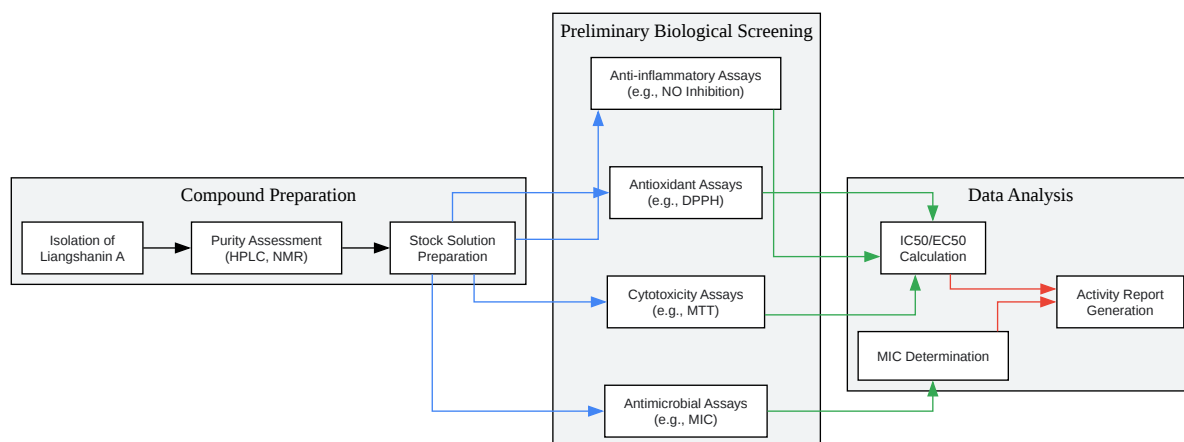 Preliminary Biological Screening
Anti-inflammatory Assays
(e.g., NO Inhibition)
Compound Preparation
Antioxidant Assays
(e.g., DPPH)
Data Analysis
Isolation of
Liangshanin A
Purity Assessment
(HPLC, NMR)
Stock Solution
Preparation
IC50/EC50
Calculation
Cytotoxicity Assays
(e.g., MTT)
Activity Report
Generation
MIC Determination
Antimicrobial Assays
(e.g., MIC)